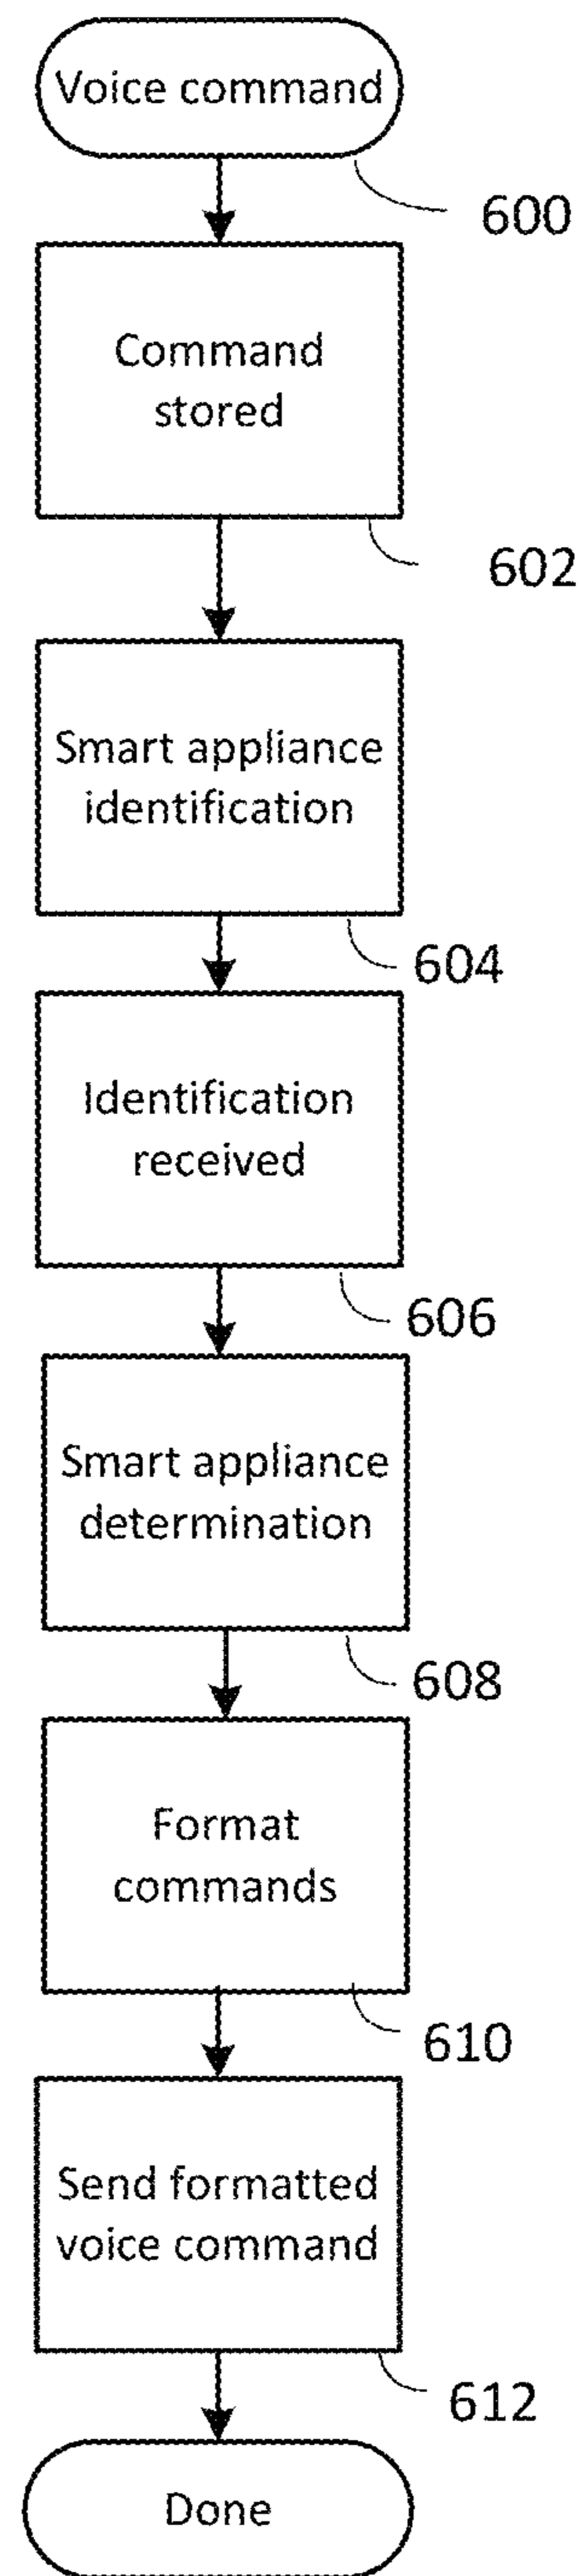 Voice command
600
Command
stored
602
Smart appliance
identification
604
Identification
received
606
Smart appliance
determination
608
Format
commands
610
Send formatted
voice command
612
Done